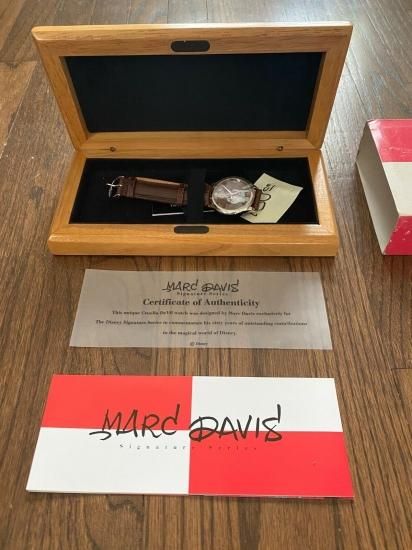 MARC DAVIS
Signature Series
Certificate of Authenticity
This unique Cruella DeVil watch was designed by Marc Davis exclusively for
The Disney Signature Series to commemorate his sixty years of outstanding contributions
to the magical world of Disney.
© Disney
MARC DAVIS
Signature Series